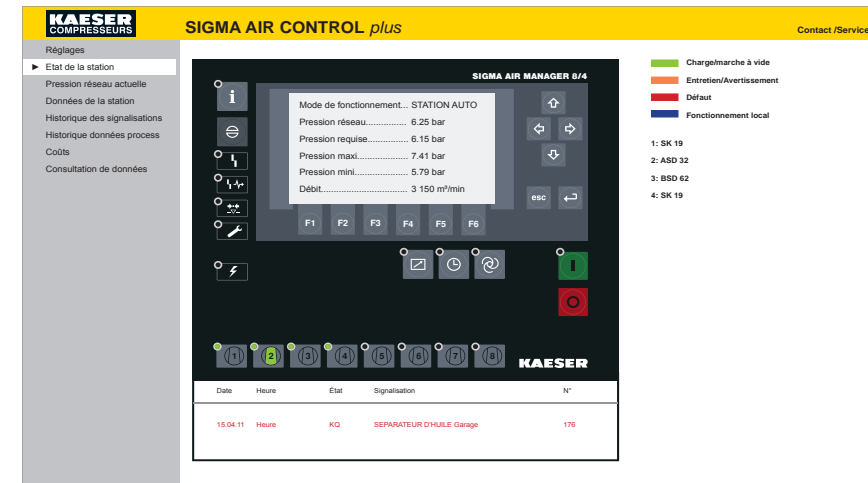 KAESER
COMPRESSEURS
SIGMA AIR CONTROL plus
Contact /Service
Réglages
Etat de la station
Pression réseau actuelle
Données de la station
Historique des signalisations
Historique données process
Coûts
Consultation de données
SIGMA AIR MANAGER 8/4
i
Mode de fonctionnement... STATION AUTO
Pression réseau............... 6.25 bar
Pression requise............... 6.15 bar
Pression maxi.................... 7.41 bar
Pression mini..................... 5.79 bar
Débit.................................. 3 150 m³/min
esc
F1 F2 F3 F4 F5 F6
1 2 3 4 5 6 7 8
KAESER
Date Heure État Signalisation N°
15.04.11 Heure KQ SEPARATEUR D'HUILE Garage 176
Charge/marche à vide
Entretien/Avertissement
Défaut
Fonctionnement local
1: SK 19
2: ASD 32
3: BSD 62
4: SK 19